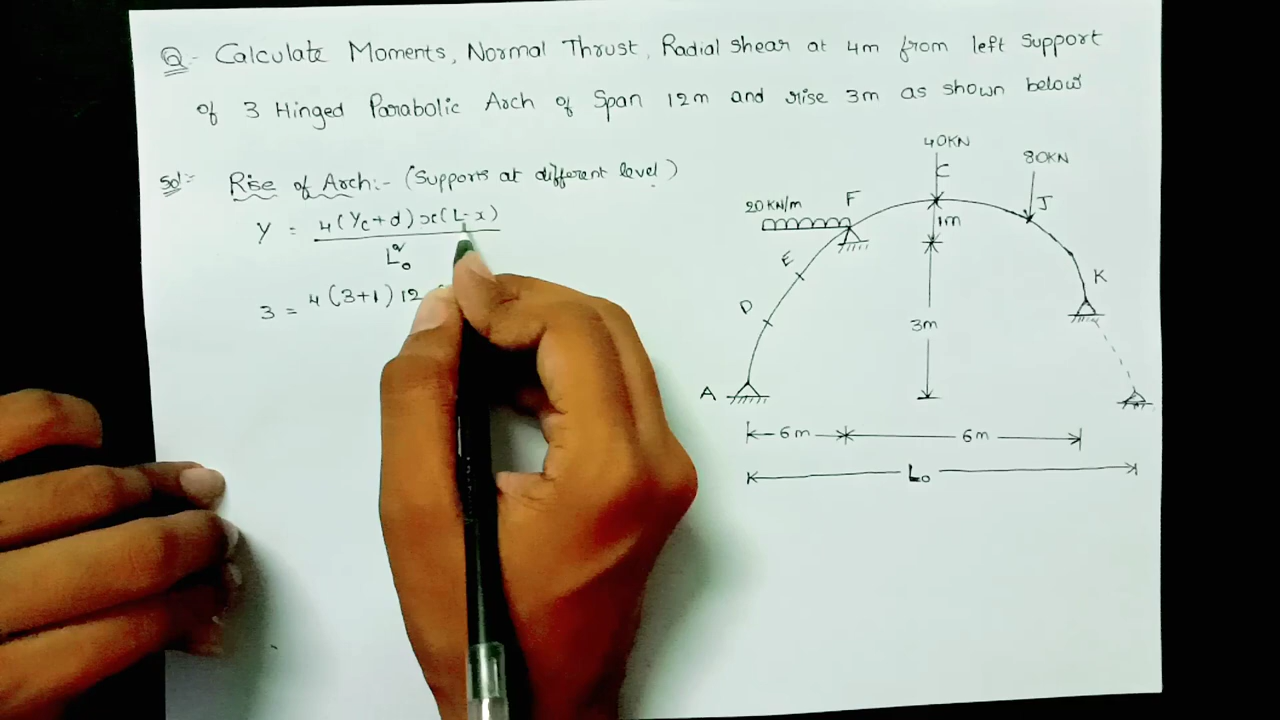 Q- Calculate Moments, Normal Thrust, Radial shear at 4m from left support
of 3 Hinged Parabolic Arch of Span 12m and rise 3m as shown below
Sol:- Rise of Arch:- (Supports at different level)
Y = 4(Yc+d)x(L-x)
L₀²
3 = 4(3+1)12
40KN
C
80KN
J
20KN/m
F
1m
E
K
D
3m
A
6m
6m
L₀